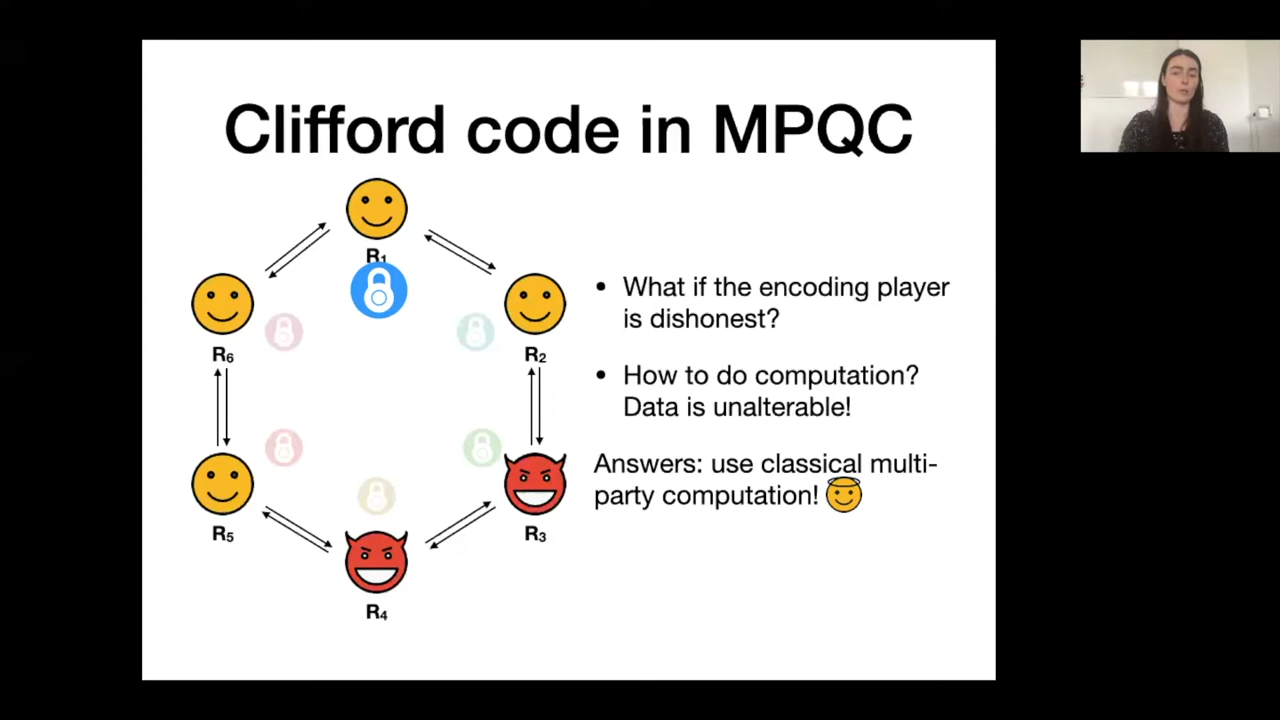 Clifford code in MPQC
R1
R6
R2
R5
R3
R4
• What if the encoding player
is dishonest?
• How to do computation?
Data is unalterable!
Answers: use classical multi-
party computation!